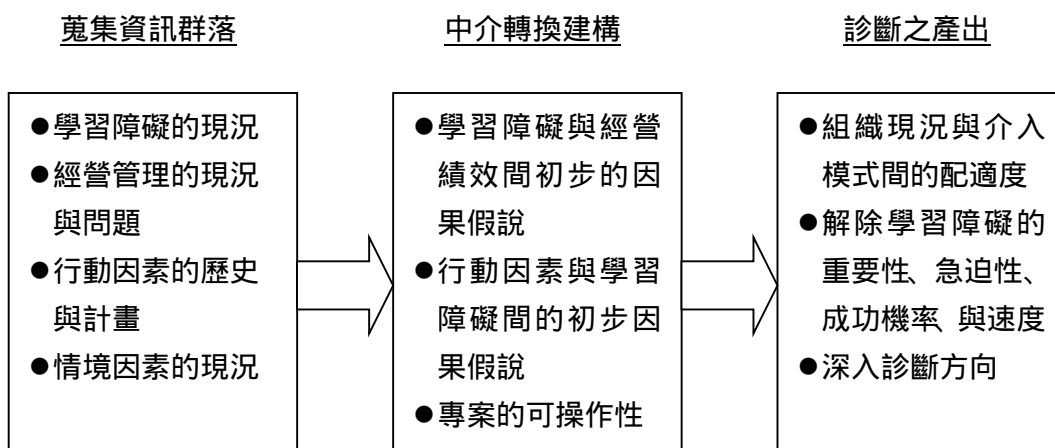 蒐集資訊群落
中介轉換建構
診斷之產出
●學習障礙的現況
●經營管理的現況
與問題
●行動因素的歷史
與計畫
●情境因素的現況
●學習障礙與經營
績效間初步的因
果假說
●行動因素與學習
障礙間的初步因
果假說
●專案的可操作性
●組織現況與介入
模式間的配適度
●解除學習障礙的
重要性、急迫性、
成功機率、與速度
●深入診斷方向